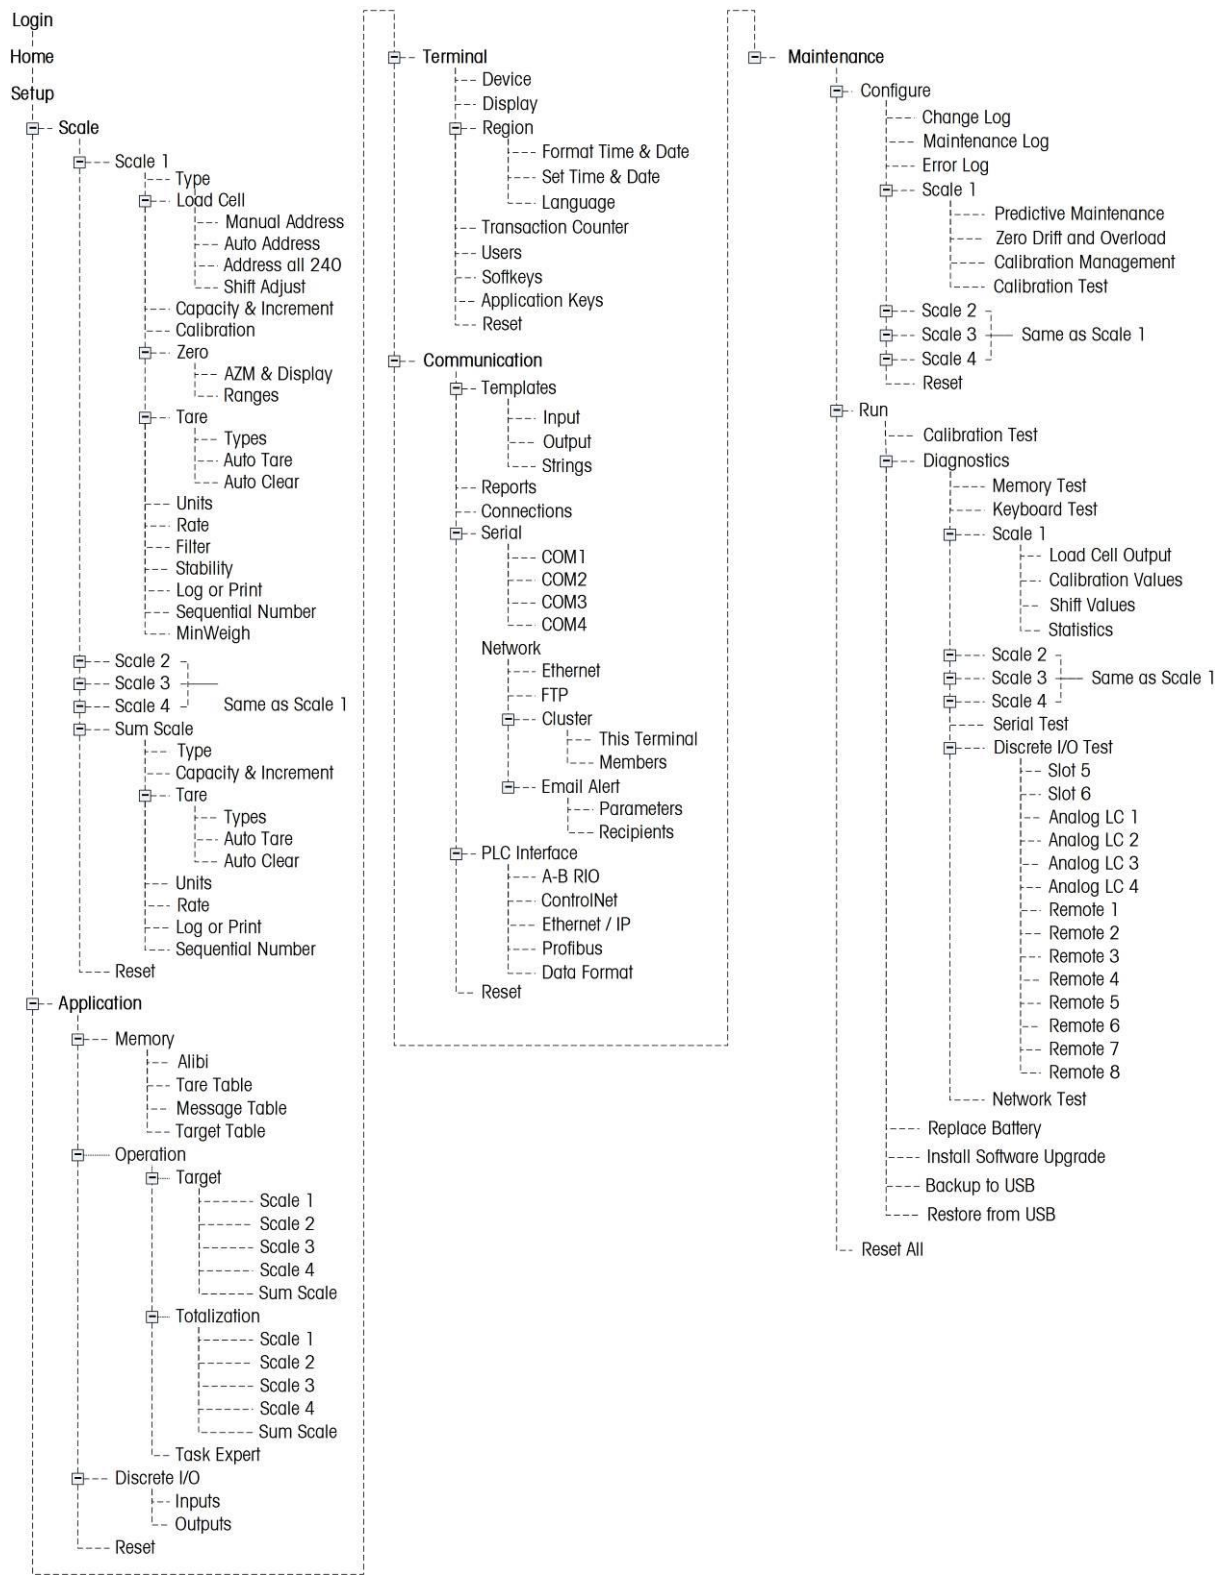 Login
Home
Setup
Scale
Scale 1
Type
Load Cell
Manual Address
Auto Address
Address all 240
Shift Adjust
Capacity & Increment
Calibration
Zero
AZM & Display
Ranges
Tare
Types
Auto Tare
Auto Clear
Units
Rate
Filter
Stability
Log or Print
Sequential Number
MinWeigh
Scale 2
Scale 3
Scale 4
Same as Scale 1
Sum Scale
Type
Capacity & Increment
Tare
Types
Auto Tare
Auto Clear
Units
Rate
Log or Print
Sequential Number
Reset
Application
Memory
Alibi
Tare Table
Message Table
Target Table
Operation
Target
Scale 1
Scale 2
Scale 3
Scale 4
Sum Scale
Totalization
Scale 1
Scale 2
Scale 3
Scale 4
Sum Scale
Task Expert
Discrete I/O
Inputs
Outputs
Reset
Terminal
Device
Display
Region
Format Time & Date
Set Time & Date
Language
Transaction Counter
Users
Softkeys
Application Keys
Reset
Communication
Templates
Input
Output
Strings
Reports
Connections
Serial
COM1
COM2
COM3
COM4
Network
Ethernet
FTP
Cluster
This Terminal
Members
Email Alert
Parameters
Recipients
PLC Interface
A-B RIO
ControlNet
Ethernet / IP
Profibus
Data Format
Reset
Maintenance
Configure
Change Log
Maintenance Log
Error Log
Scale 1
Predictive Maintenance
Zero Drift and Overload
Calibration Management
Calibration Test
Scale 2
Scale 3
Same as Scale 1
Scale 4
Reset
Run
Calibration Test
Diagnostics
Memory Test
Keyboard Test
Scale 1
Load Cell Output
Calibration Values
Shift Values
Statistics
Scale 2
Scale 3
Same as Scale 1
Scale 4
Serial Test
Discrete I/O Test
Slot 5
Slot 6
Analog LC 1
Analog LC 2
Analog LC 3
Analog LC 4
Remote 1
Remote 2
Remote 3
Remote 4
Remote 5
Remote 6
Remote 7
Remote 8
Network Test
Replace Battery
Install Software Upgrade
Backup to USB
Restore from USB
Reset All